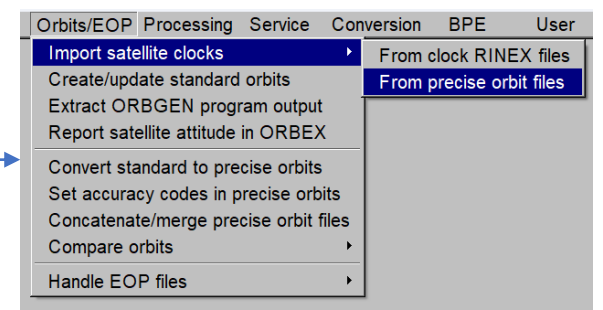 Orbits/EOP Processing Service Conversion BPE User
Import satellite clocks
From clock RINEX files
From precise orbit files
Create/update standard orbits
Extract ORBGEN program output
Report satellite attitude in ORBEX
Convert standard to precise orbits
Set accuracy codes in precise orbits
Concatenate/merge precise orbit files
Compare orbits
Handle EOP files